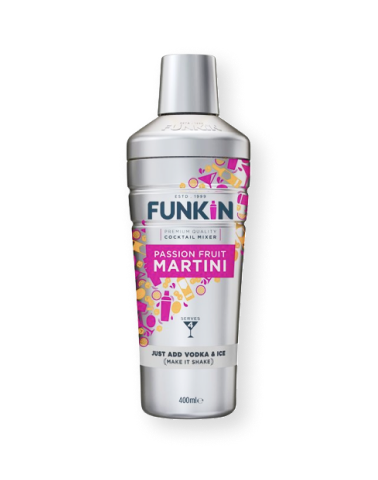 FUNKiN
ESTD 1999
FUNKiN
PREMIUM QUALITY
COCKTAIL MIXER
PASSION FRUIT
MARTINI
SERVES
4
JUST ADD VODKA & ICE
(MAKE IT SHAKE)
400ml e